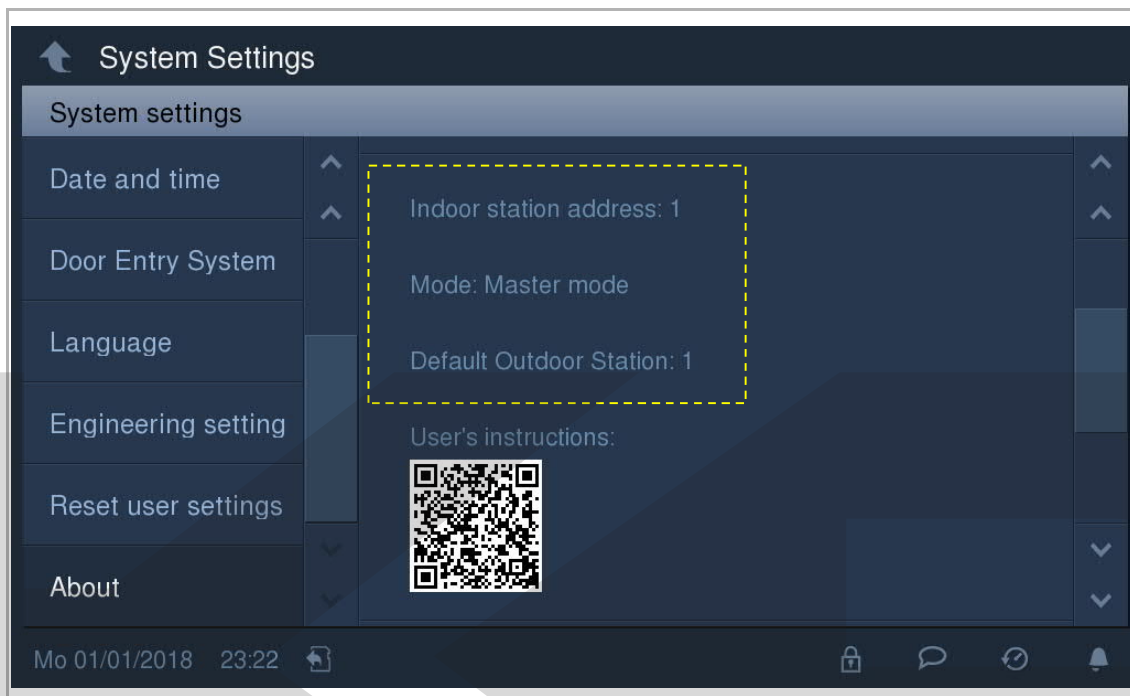 System Settings
System settings
Date and time
Door Entry System
Language
Engineering setting
Reset user settings
About
Indoor station address: 1
Mode: Master mode
Default Outdoor Station: 1
User's instructions:
Mo 01/01/2018 23:22